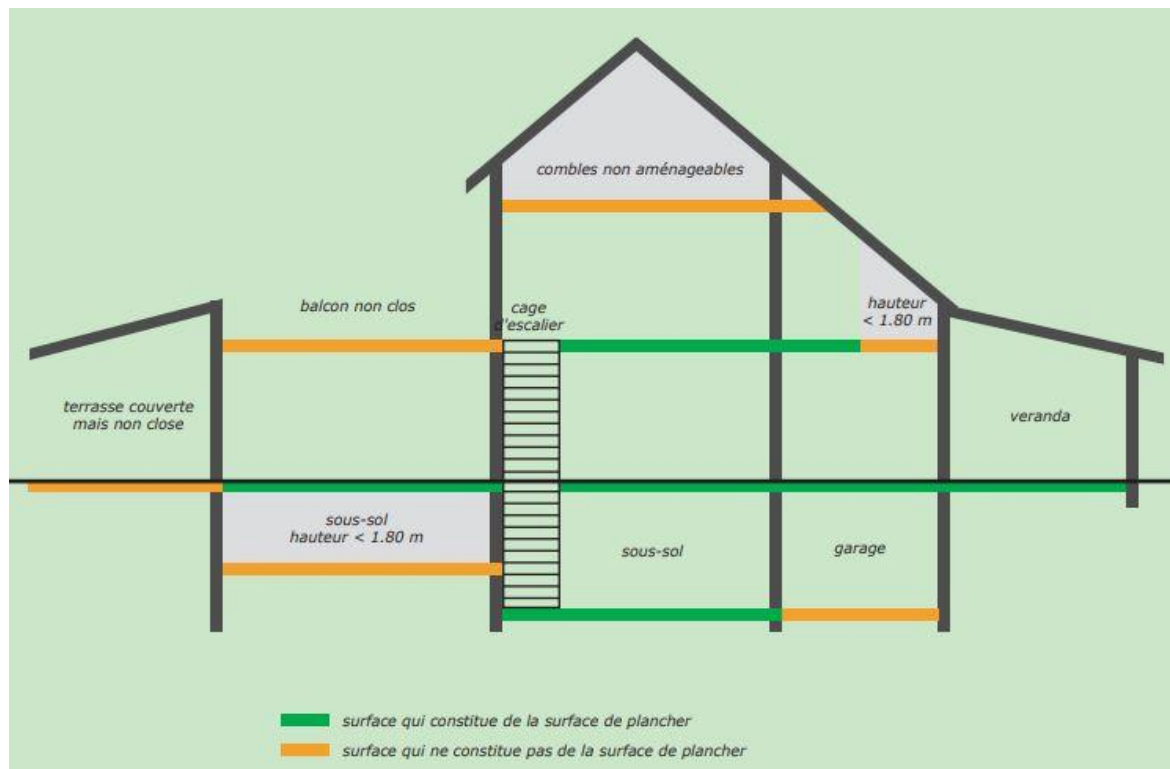 combles non aménageables
balcon non clos
cage
d'escalier
hauteur
< 1.80 m
terrasse couverte
mais non close
veranda
sous-sol
hauteur < 1.80 m
sous-sol
garage
surface qui constitue de la surface de plancher
surface qui ne constitue pas de la surface de plancher